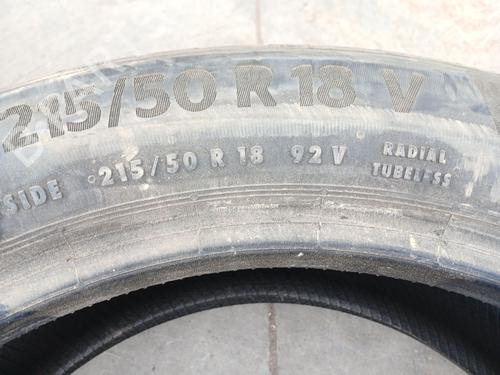 215/50 R 18 V
SIDE 215/50 R 18 92 V RADIAL
TUBELESS